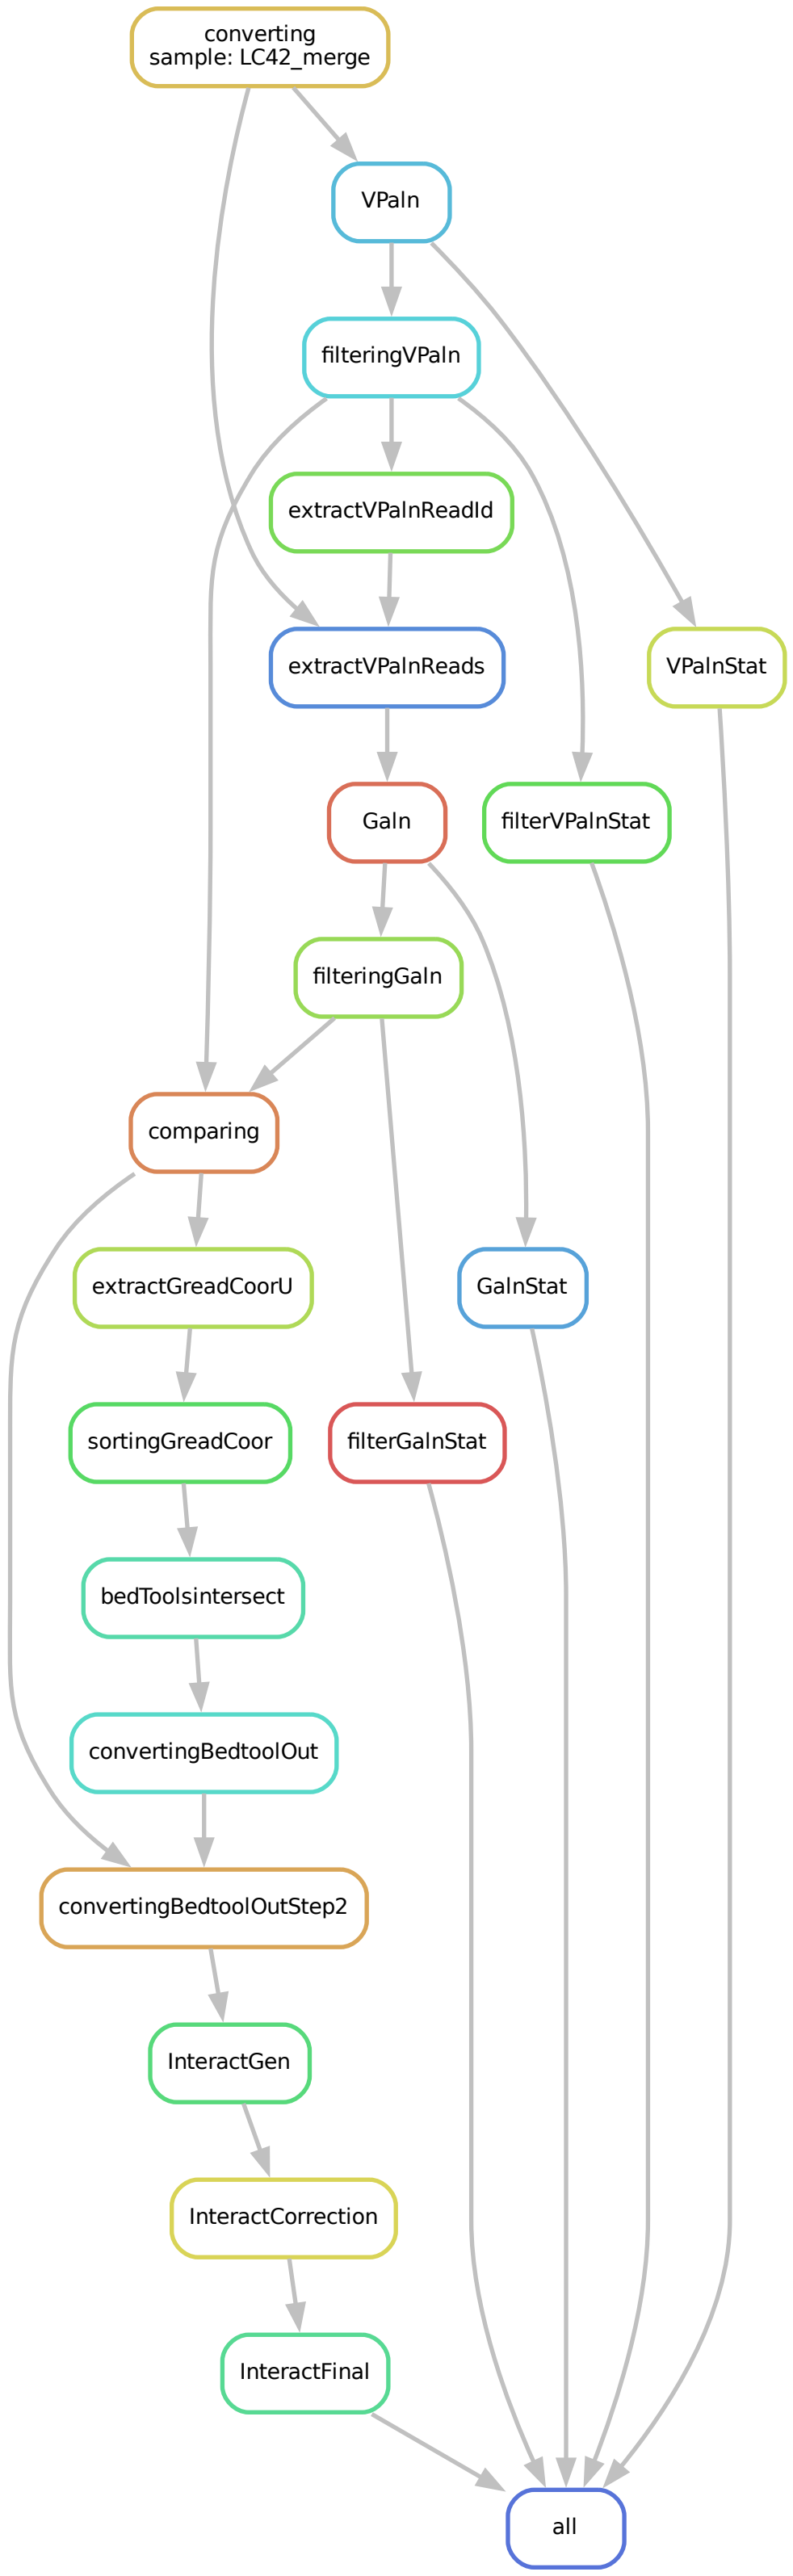 converting
sample: LC42_merge
VPaln
filteringVPaln
extractVPalnReadId
extractVPalnReads
VPalnStat
Galn
filterVPalnStat
filteringGaln
comparing
extractGreadCoorU
GalnStat
sortingGreadCoor
filterGalnStat
bedToolsintersect
convertingBedtoolOut
convertingBedtoolOutStep2
InteractGen
InteractCorrection
InteractFinal
all